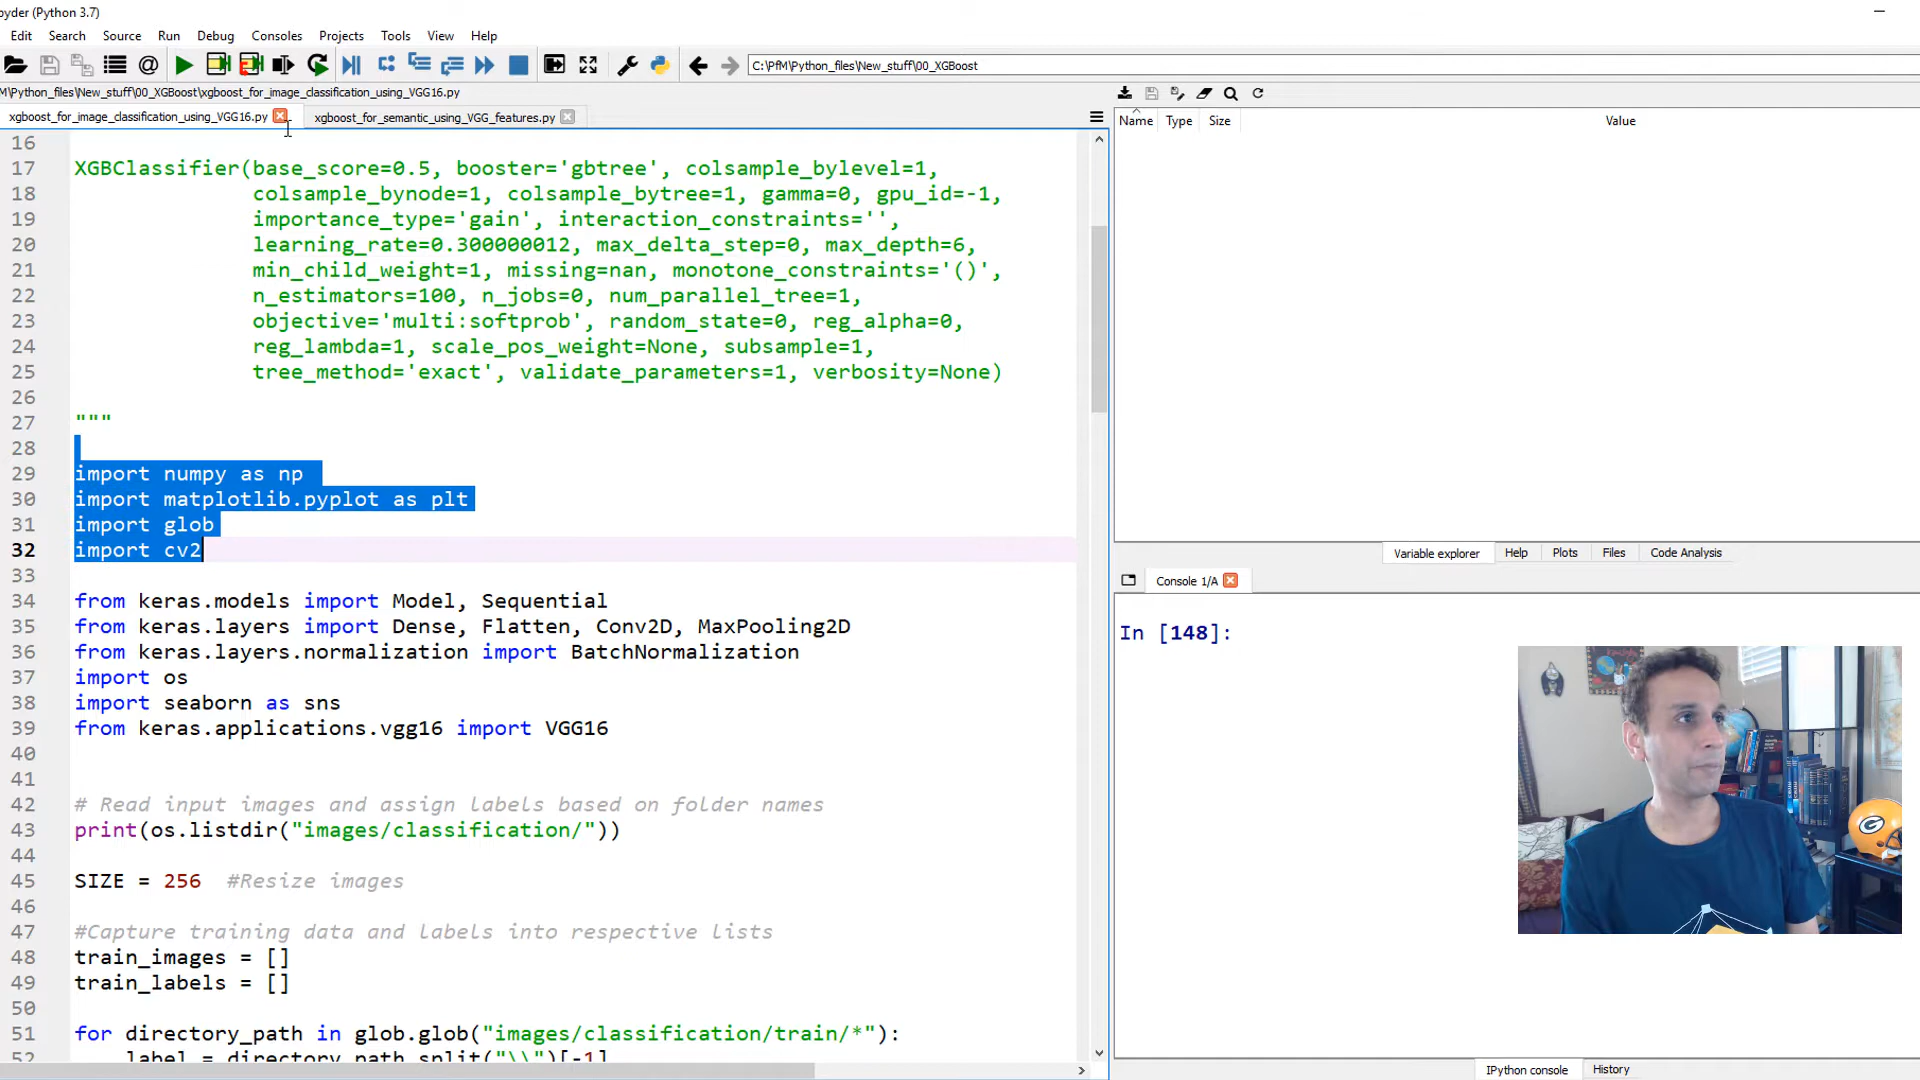 pyder (Python 3.7)
Edit Search Source Run Debug Consoles Projects Tools View Help
C:\PfM\Python_files\New_stuff\00_XGBoost
M\Python_files\New_stuff\00_XGBoost\xgboost_for_image_classification_using_VGG16.py
xgboost_for_image_classification_using_VGG16.py xgboost_for_semantic_using_VGG_features.py
Name Type Size Value
16
17 XGBClassifier(base_score=0.5, booster='gbtree', colsample_bylevel=1,
18 colsample_bynode=1, colsample_bytree=1, gamma=0, gpu_id=-1,
19 importance_type='gain', interaction_constraints='',
20 learning_rate=0.300000012, max_delta_step=0, max_depth=6,
21 min_child_weight=1, missing=nan, monotone_constraints='()',
22 n_estimators=100, n_jobs=0, num_parallel_tree=1,
23 objective='multi:softprob', random_state=0, reg_alpha=0,
24 reg_lambda=1, scale_pos_weight=None, subsample=1,
25 tree_method='exact', validate_parameters=1, verbosity=None)
26
27 """
28
29 import numpy as np
30 import matplotlib.pyplot as plt
31 import glob
32 import cv2
33
34 from keras.models import Model, Sequential
35 from keras.layers import Dense, Flatten, Conv2D, MaxPooling2D
36 from keras.layers.normalization import BatchNormalization
37 import os
38 import seaborn as sns
39 from keras.applications.vgg16 import VGG16
40
41
42 # Read input images and assign labels based on folder names
43 print(os.listdir("images/classification/"))
44
45 SIZE = 256 #Resize images
46
47 #Capture training data and labels into respective lists
48 train_images = []
49 train_labels = []
50
51 for directory_path in glob.glob("images/classification/train/*"):
52 label = directory_path.split("\\")[-1]
Variable explorer Help Plots Files Code Analysis
Console 1/A
In [148]:
G
IPython console History